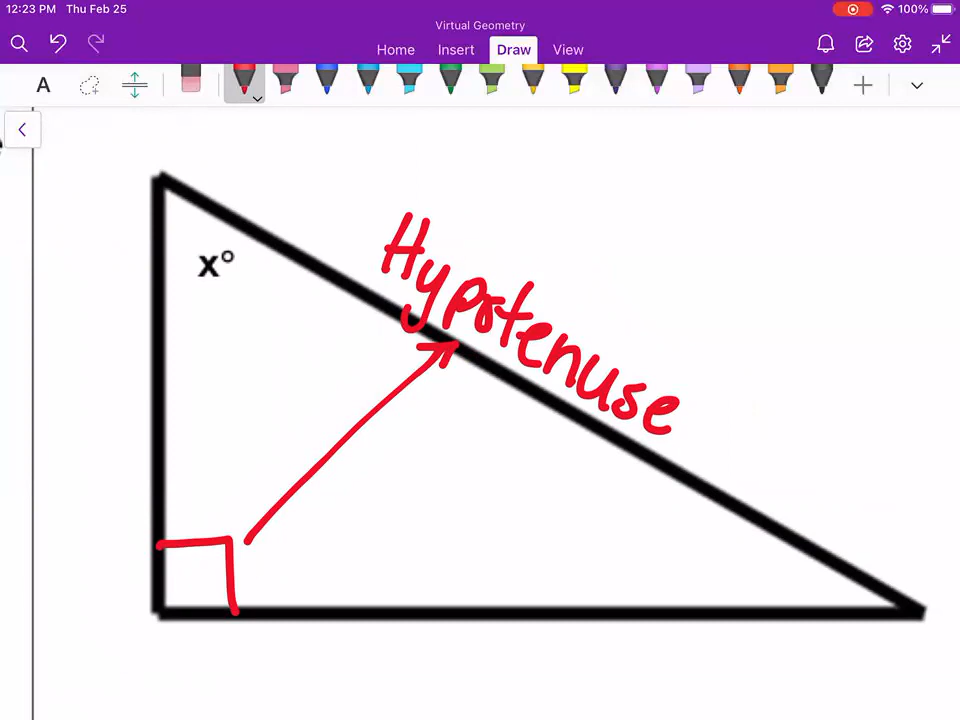 12:23 PM Thu Feb 25
100%
Virtual Geometry
Home Insert Draw View
A
x°
Hypotenuse